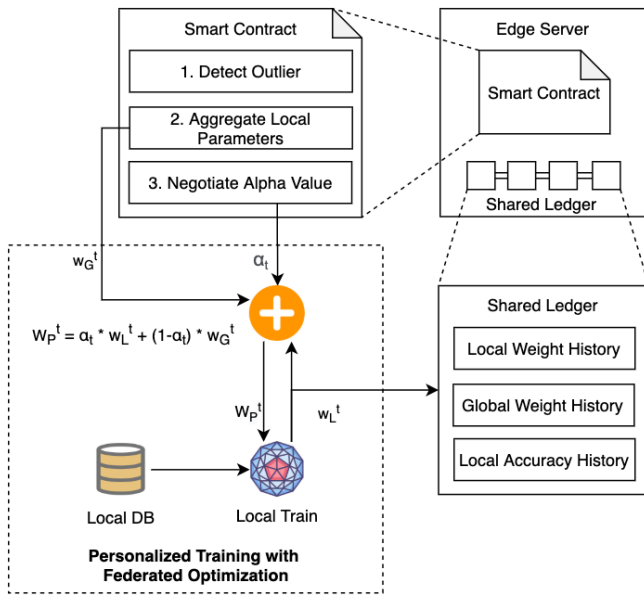 Smart Contract
1. Detect Outlier
2. Aggregate Local
Parameters
3. Negotiate Alpha Value
Edge Server
Smart Contract
Shared Ledger
w_G^t
α_t
W_P^t = α_t * w_L^t + (1-α_t) * w_G^t
W_P^t
w_L^t
Local DB
Local Train
Personalized Training with
Federated Optimization
Shared Ledger
Local Weight History
Global Weight History
Local Accuracy History